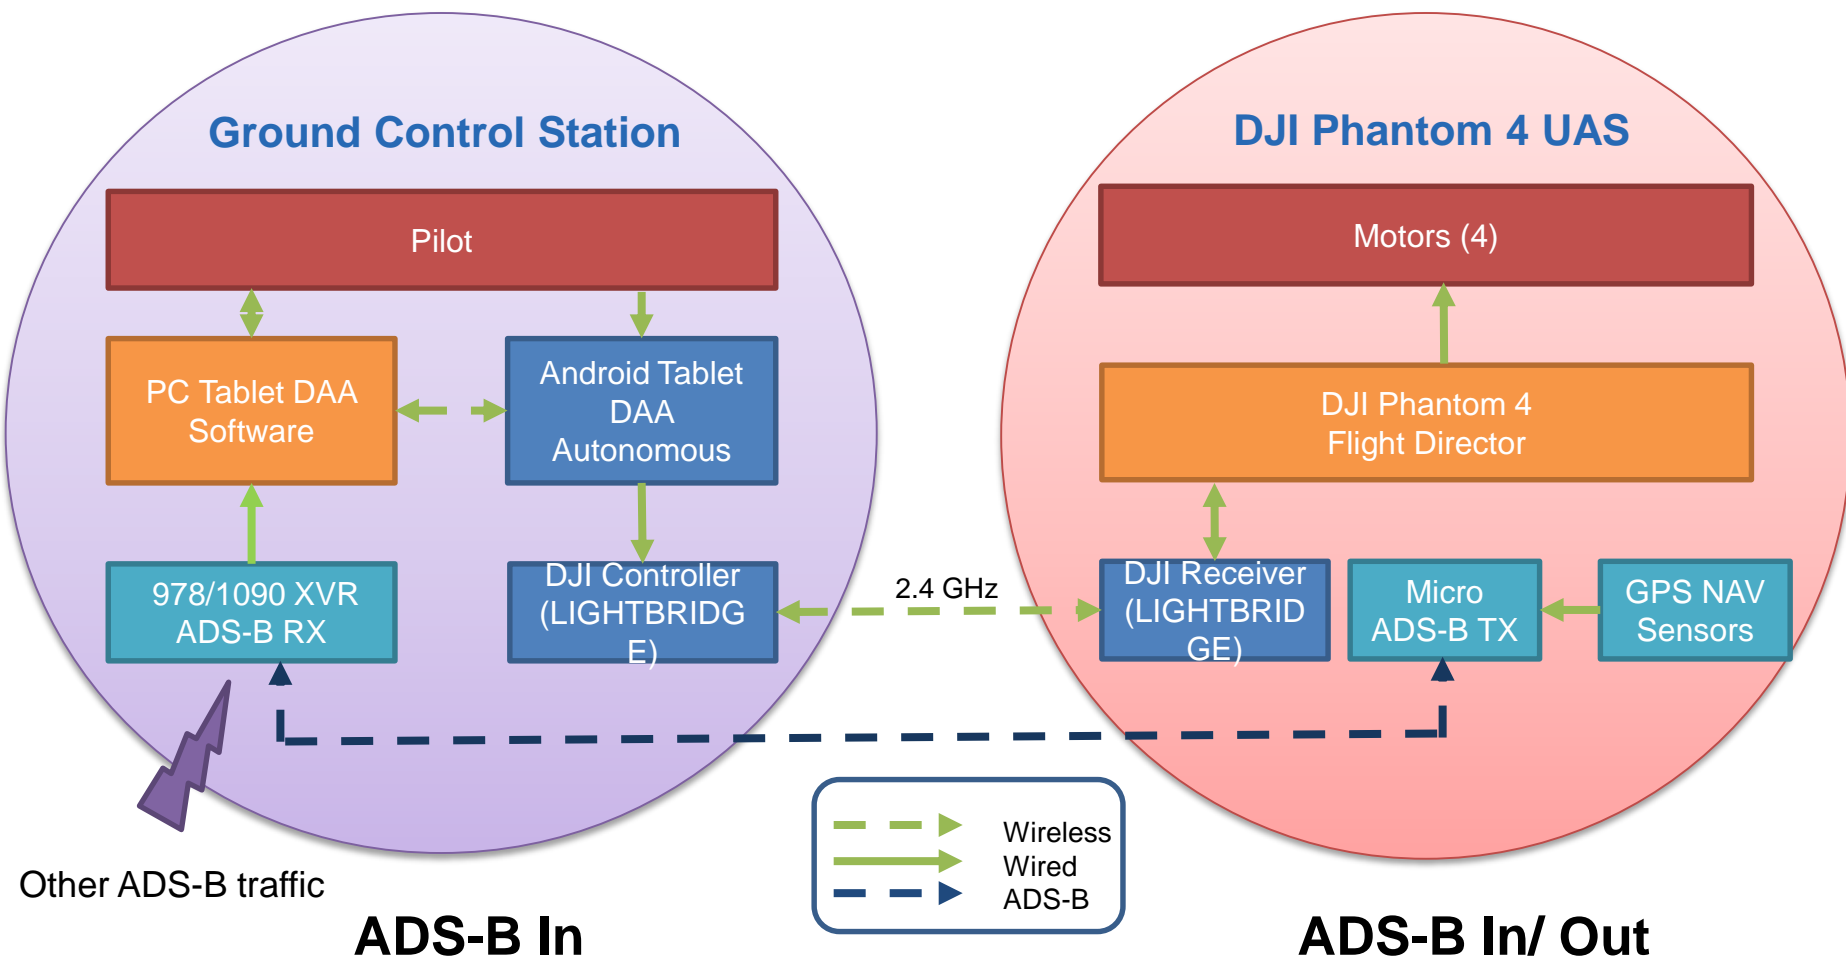 Ground Control Station
Pilot
PC Tablet DAA
Software
Android Tablet
DAA
Autonomous
978/1090 XVR
ADS-B RX
DJI Controller
(LIGHTBRIDG
E)
Other ADS-B traffic
ADS-B In
2.4 GHz
DJI Phantom 4 UAS
Motors (4)
DJI Phantom 4
Flight Director
DJI Receiver
(LIGHTBRID
GE)
Micro
ADS-B TX
GPS NAV
Sensors
Wireless
Wired
ADS-B
ADS-B In/ Out